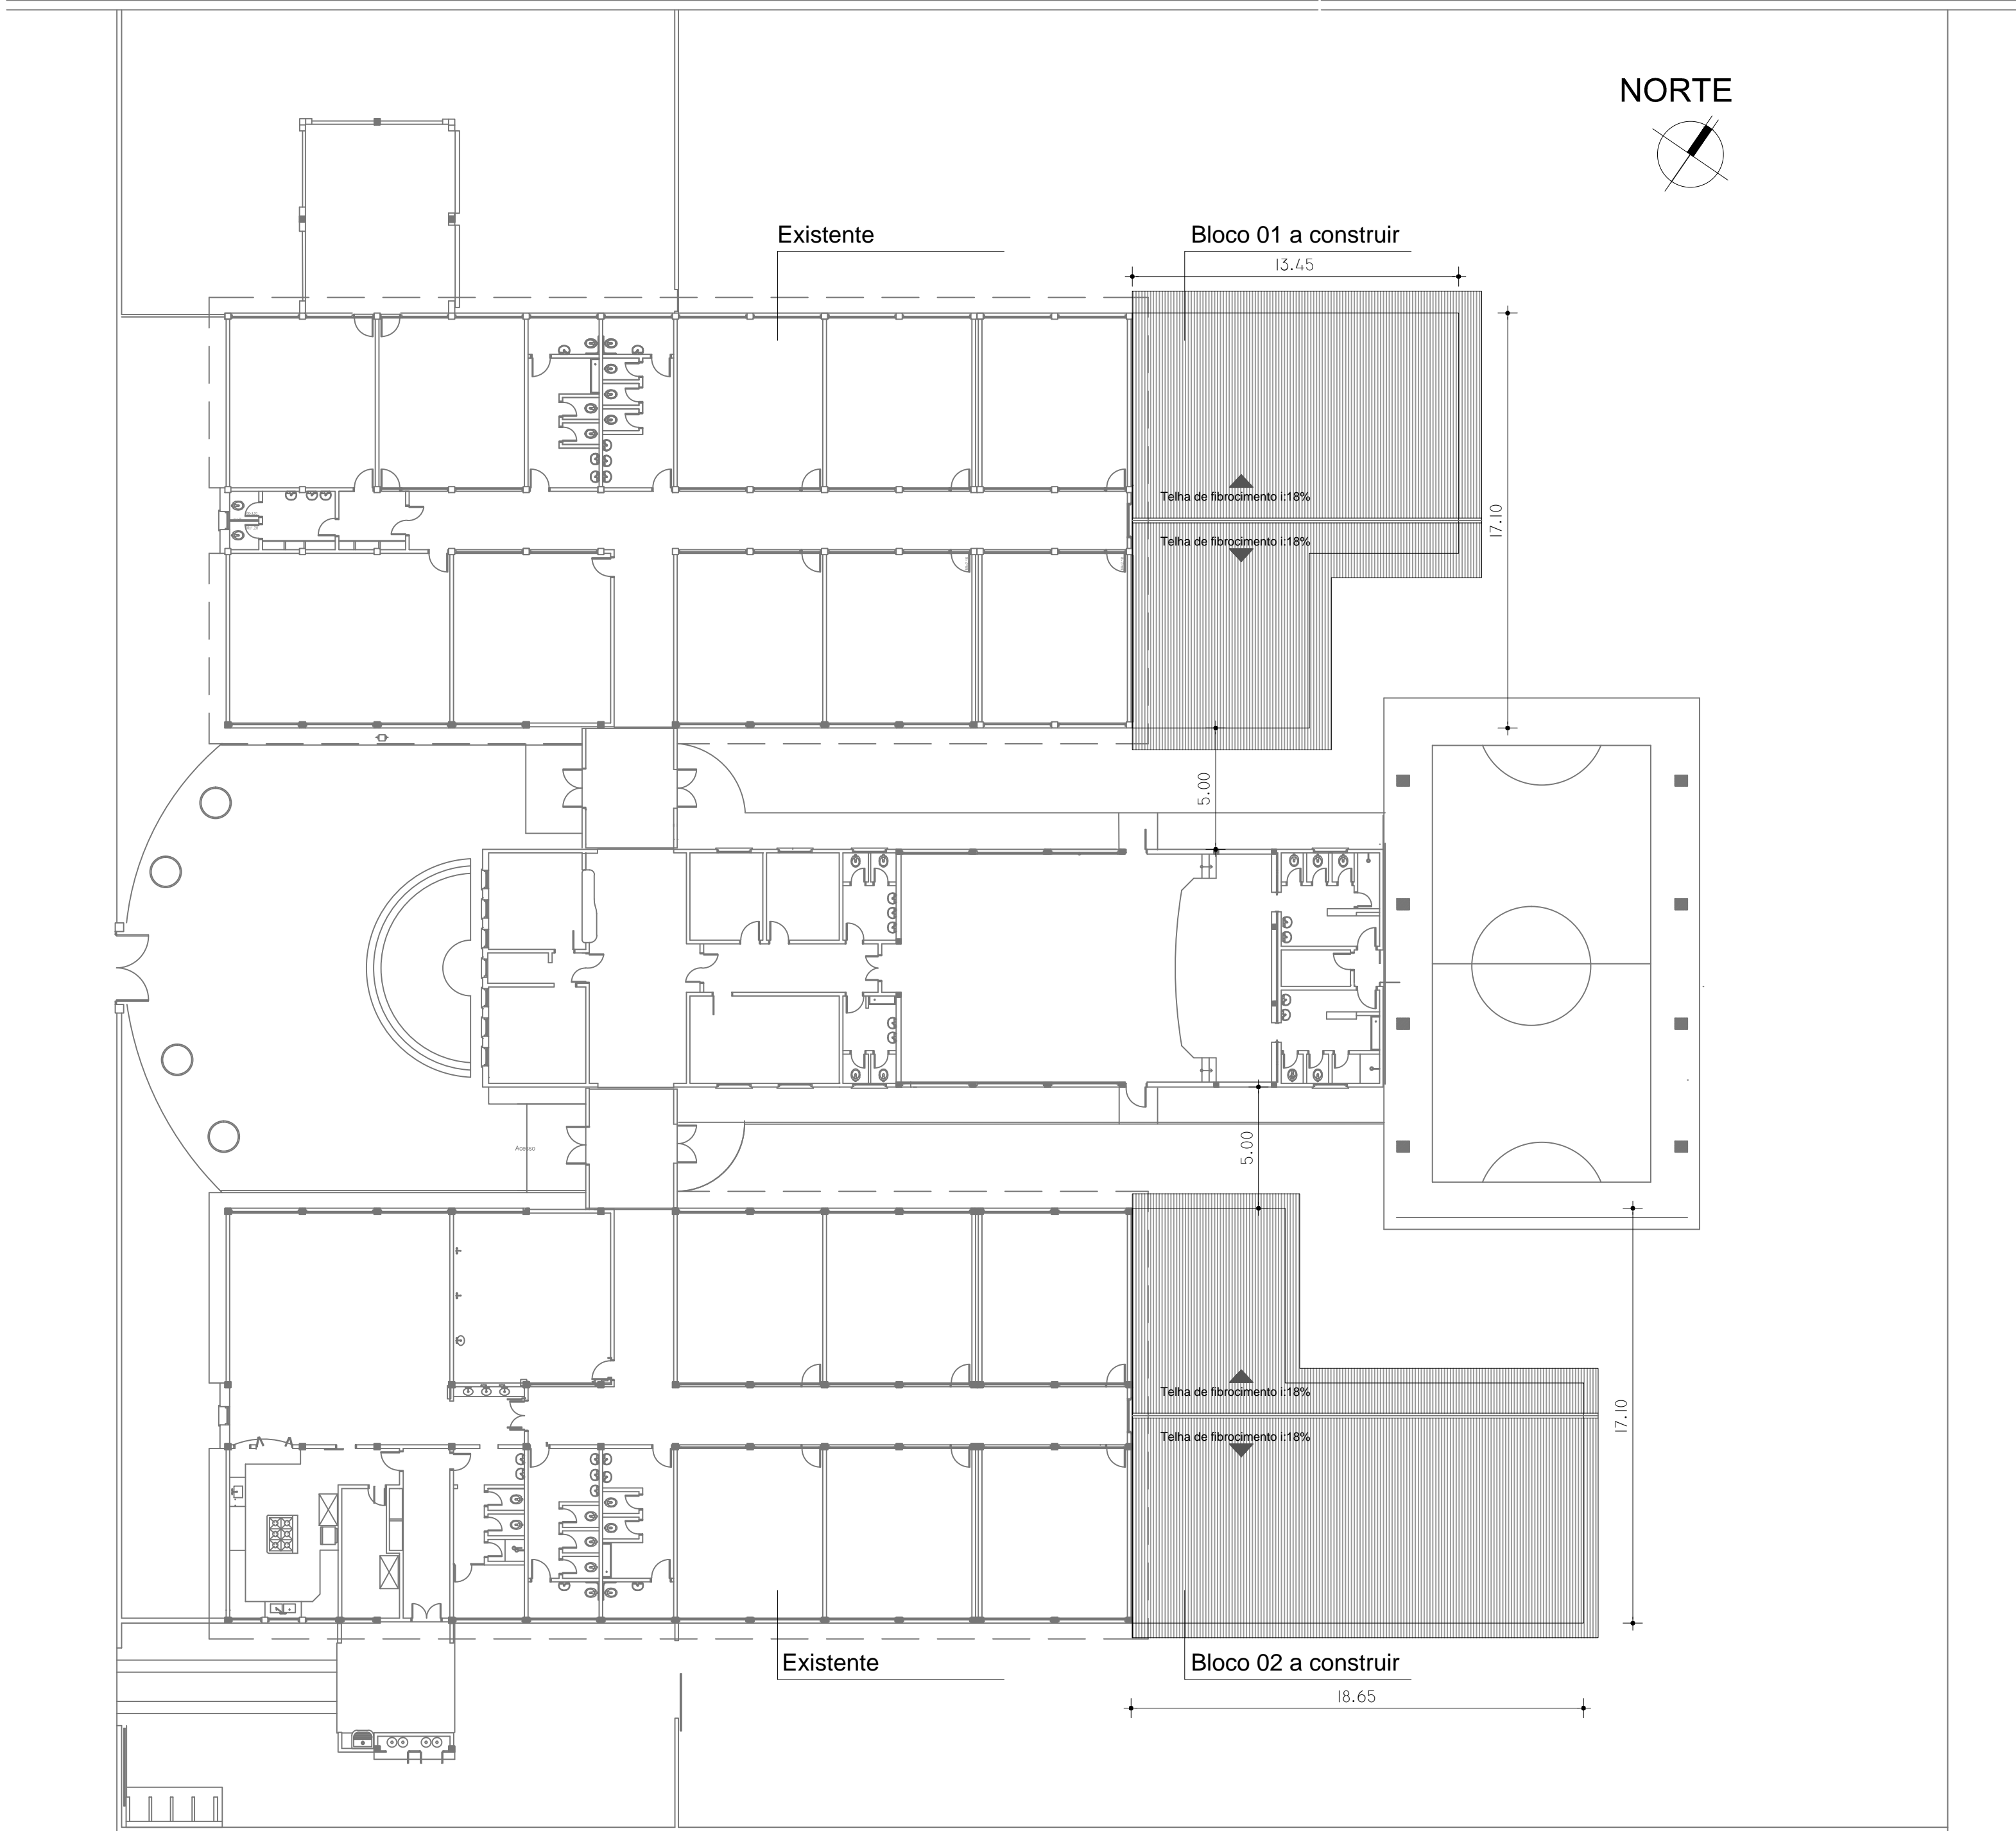 NORTE
Existente
Bloco 01 a construir
13.45
Telha de fibrocimento i:18%
17.10
Telha de fibrocimento i:18%
5.00
5.00
Acesso
Telha de fibrocimento i:18%
17.10
Telha de fibrocimento i:18%
Existente
Bloco 02 a construir
18.65